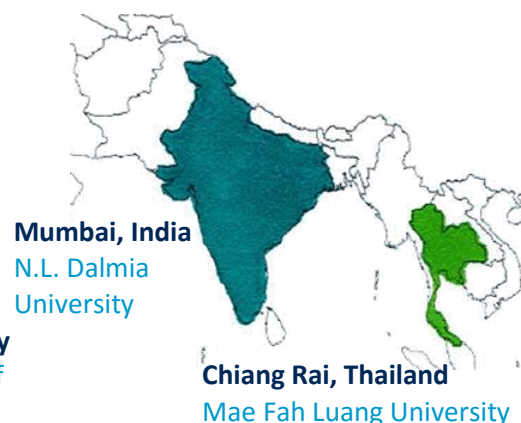 Mumbai, India
N.L. Dalmia
University
y
f
Chiang Rai, Thailand
Mae Fah Luang University